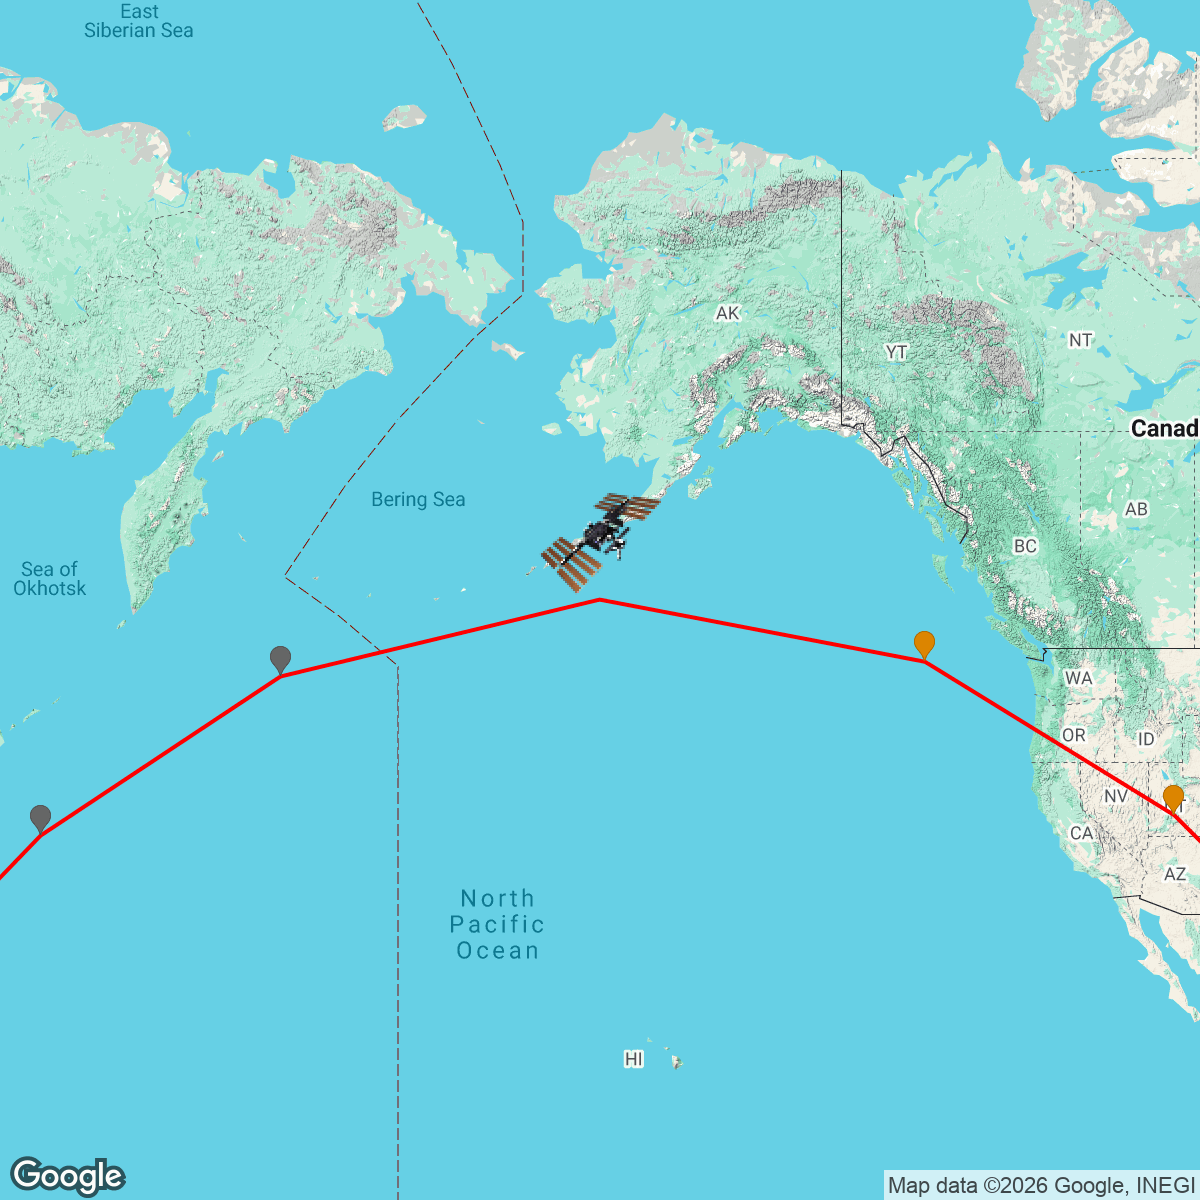 East
Siberian Sea
AK
YT
NT
Canad
Bering Sea
AB
BC
Sea of
Okhotsk
WA
OR
ID
NV
CA
AZ
North
Pacific
Ocean
HI
Google
Map data ©2026 Google, INEGI